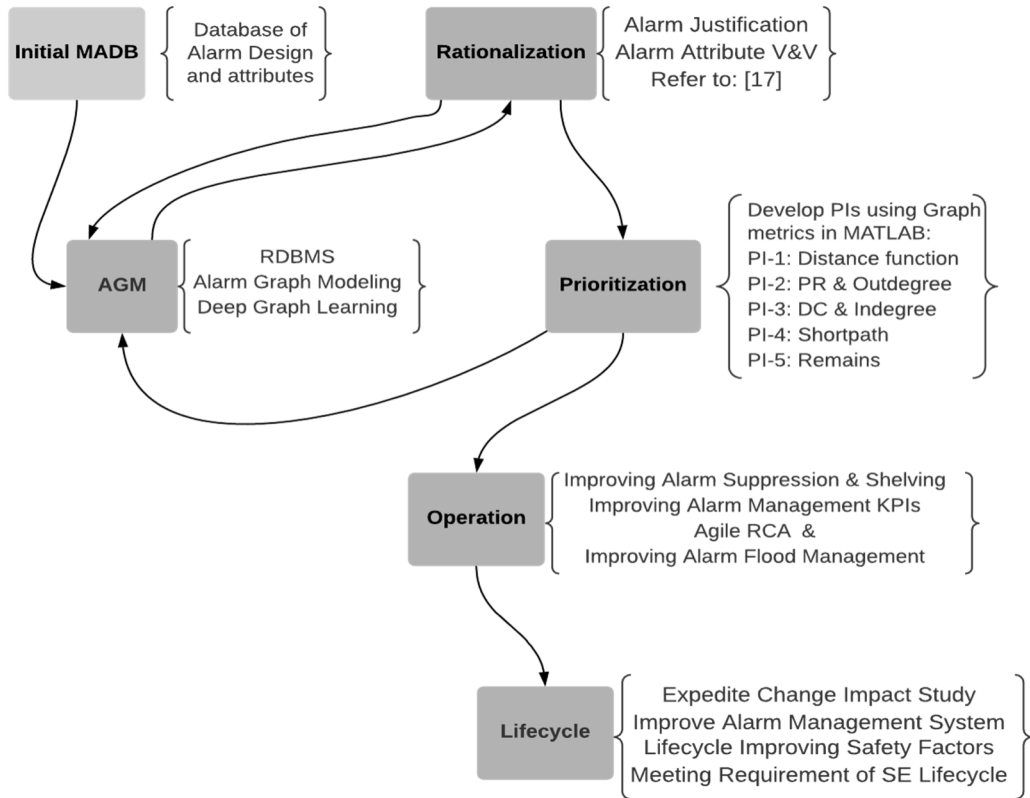 Initial MADB
Database of
Alarm Design
and attributes
Rationalization
Alarm Justification
Alarm Attribute V&V
Refer to: [17]
AGM
RDBMS
Alarm Graph Modeling
Deep Graph Learning
Prioritization
Develop PIs using Graph
metrics in MATLAB:
PI-1: Distance function
PI-2: PR & Outdegree
PI-3: DC & Indegree
PI-4: Shortpath
PI-5: Remains
Operation
Improving Alarm Suppression & Shelving
Improving Alarm Management KPIs
Agile RCA &
Improving Alarm Flood Management
Lifecycle
Expedite Change Impact Study
Improve Alarm Management System
Lifecycle Improving Safety Factors
Meeting Requirement of SE Lifecycle